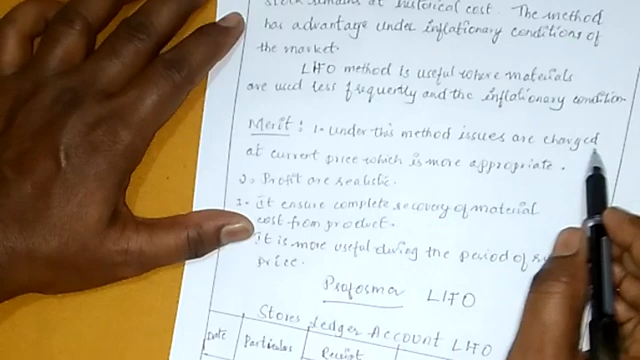 stock remains at historical cost. The method
has advantage under inflationary conditions of
the market.
LIFO method is useful where materials
are used less frequently and the inflationary condition
Merit: 1- under this method issues are charged
at current price which is more appropriate.
2. Profit are realistic.
3. It ensure complete recovery of material
cost from product.
It is more useful during the period of
price.
Proforma LIFO
Stores Ledger Account LIFO
Date Particulars Receipt